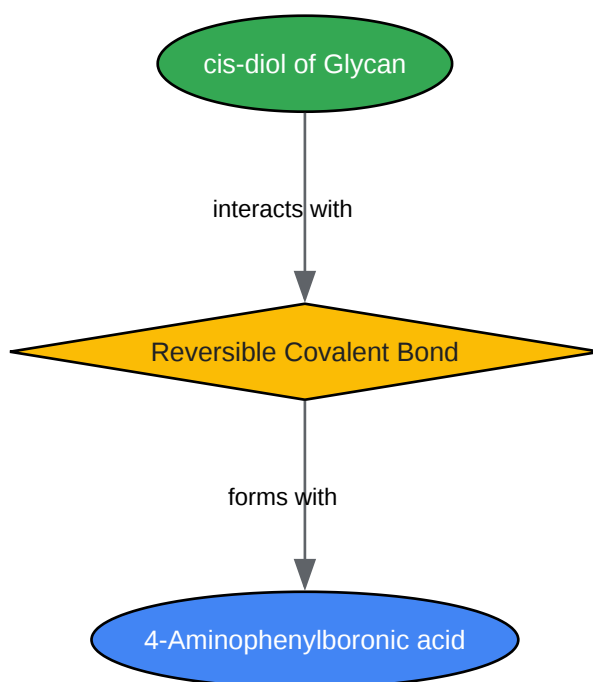 cis-diol of Glycan
interacts with
Reversible Covalent Bond
forms with
4-Aminophenylboronic acid